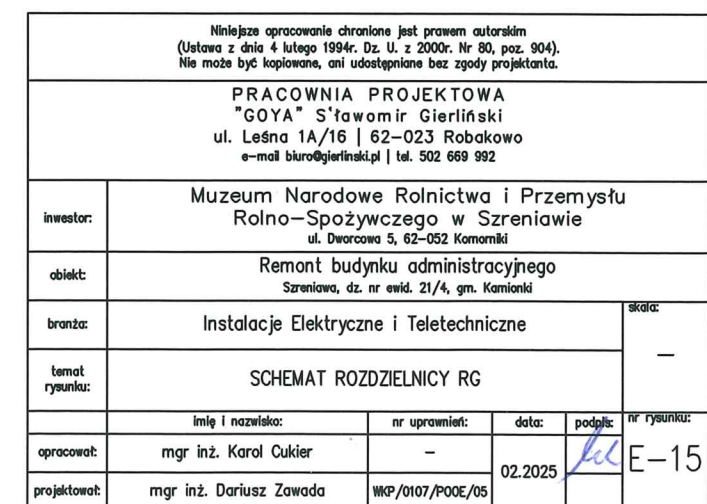 Niniejsze opracowanie chronione jest prawem autorskim
(Ustawa z dnia 4 lutego 1994r. Dz. U. z 2000r. Nr 80, poz. 904).
Nie może być kopiowane, ani udostępniane bez zgody projektanta.
PRACOWNIA PROJEKTOWA
"GOYA" S'ławomir Gierliński
ul. Leśna 1A/16 | 62–023 Robakowo
e–mail biuro@gierlinski.pl | tel. 502 669 992
inwestor:
Muzeum Narodowe Rolnictwa i Przemysłu
Rolno–Spożywczego w Szreniawie
ul. Dworcowa 5, 62–052 Komorniki
obiekt:
Remont budynku administracyjnego
Szreniawa, dz. nr ewid. 21/4, gm. Kamionki
branża:
Instalacje Elektryczne i Teletechniczne
skala:
–
temat
rysunku:
SCHEMAT ROZDZIELNICY RG
imię i nazwisko: nr uprawnień: data: podpis: nr rysunku:
opracował: mgr inż. Karol Cukier – 02.2025 E–15
projektował: mgr inż. Dariusz Zawada WKP/0107/POOE/05